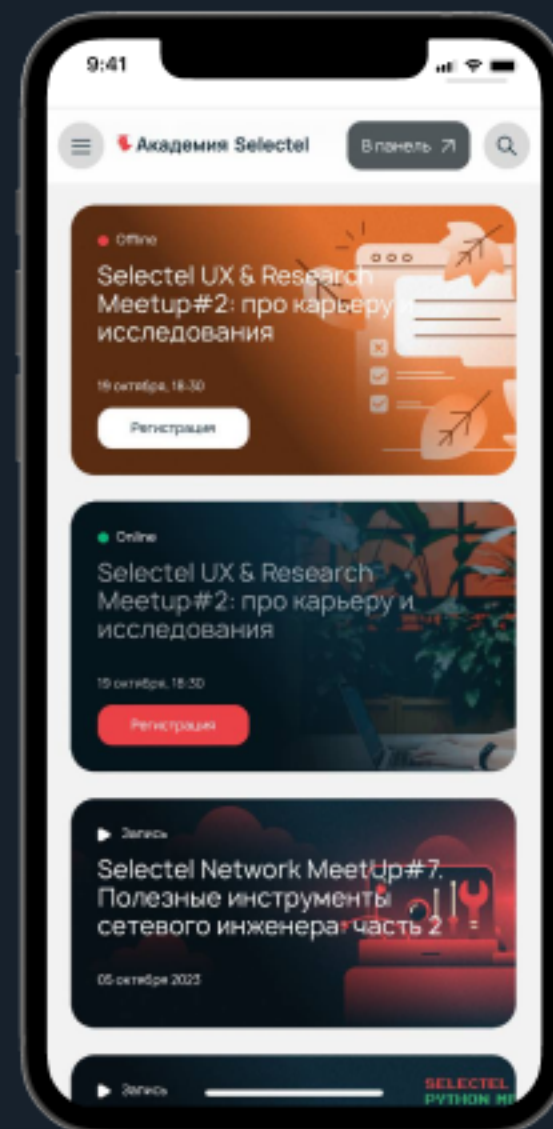 9:41
Академия Selectel
В панель
Offline
Selectel UX & Research
Meetup#2: про карьеру и
исследования
19 октября, 18:30
Регистрация
Online
Selectel UX & Research
Meetup#2: про карьеру и
исследования
19 октября, 18:30
Регистрация
Запись
Selectel Network MeetUp#7.
Полезные инструменты
сетевого инженера: часть 2
05 октября 2023
Запись
SELECTEL
PYTHON